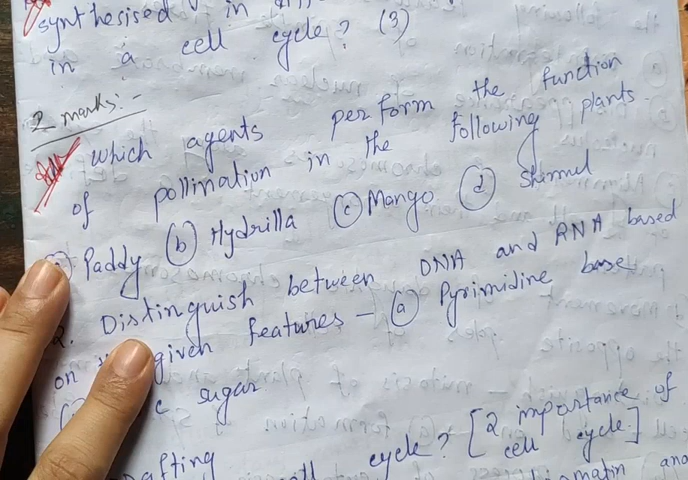 synthesised in
in a cell cycle? (3)
2 marks:-
which agents perform the function
of pollination in the following plants
Paddy (b) Hydrilla (c) Mango (d) Shimul
2. Distinguish between DNA and RNA based
on given features - (a) Pyrimidine base
sugar
cycle? [2 importance of
cell cycle]
and